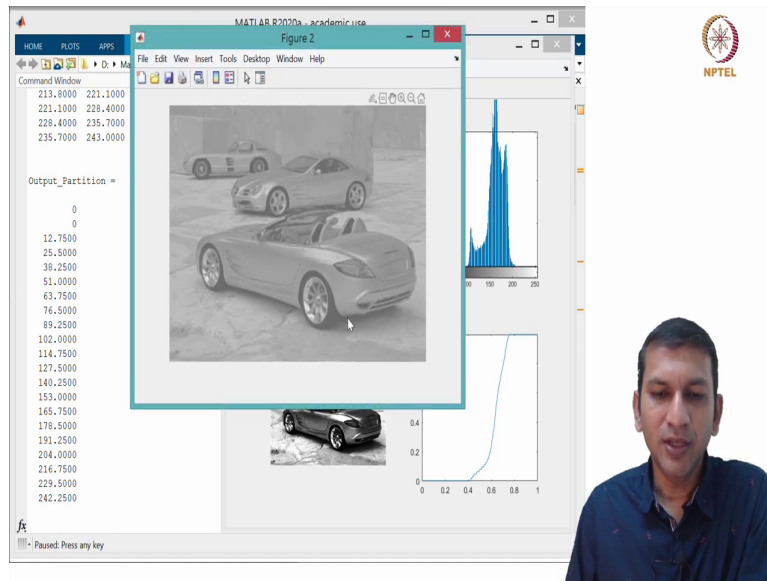 MATLAB R2020a - academic use
HOME PLOTS APPS
Figure 2
File Edit View Insert Tools Desktop Window Help
D: Ma
Command Window
213.8000 221.1000
221.1000 228.4000
228.4000 235.7000
235.7000 243.0000
Output_Partition =
0
0
12.7500
25.5000
38.2500
51.0000
63.7500
76.5000
89.2500
102.0000
114.7500
127.5000
140.2500
153.0000
165.7500
178.5000
191.2500
204.0000
216.7500
229.5000
242.2500
fx
Paused: Press any key
150 200 250
0.4
0.2
0
0 0.2 0.4 0.6 0.8 1
NPTEL